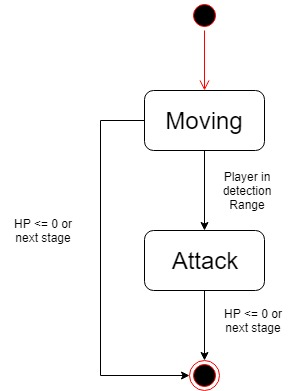 Moving
Player in
detection
Range
HP <= 0 or
next stage
Attack
HP <= 0 or
next stage